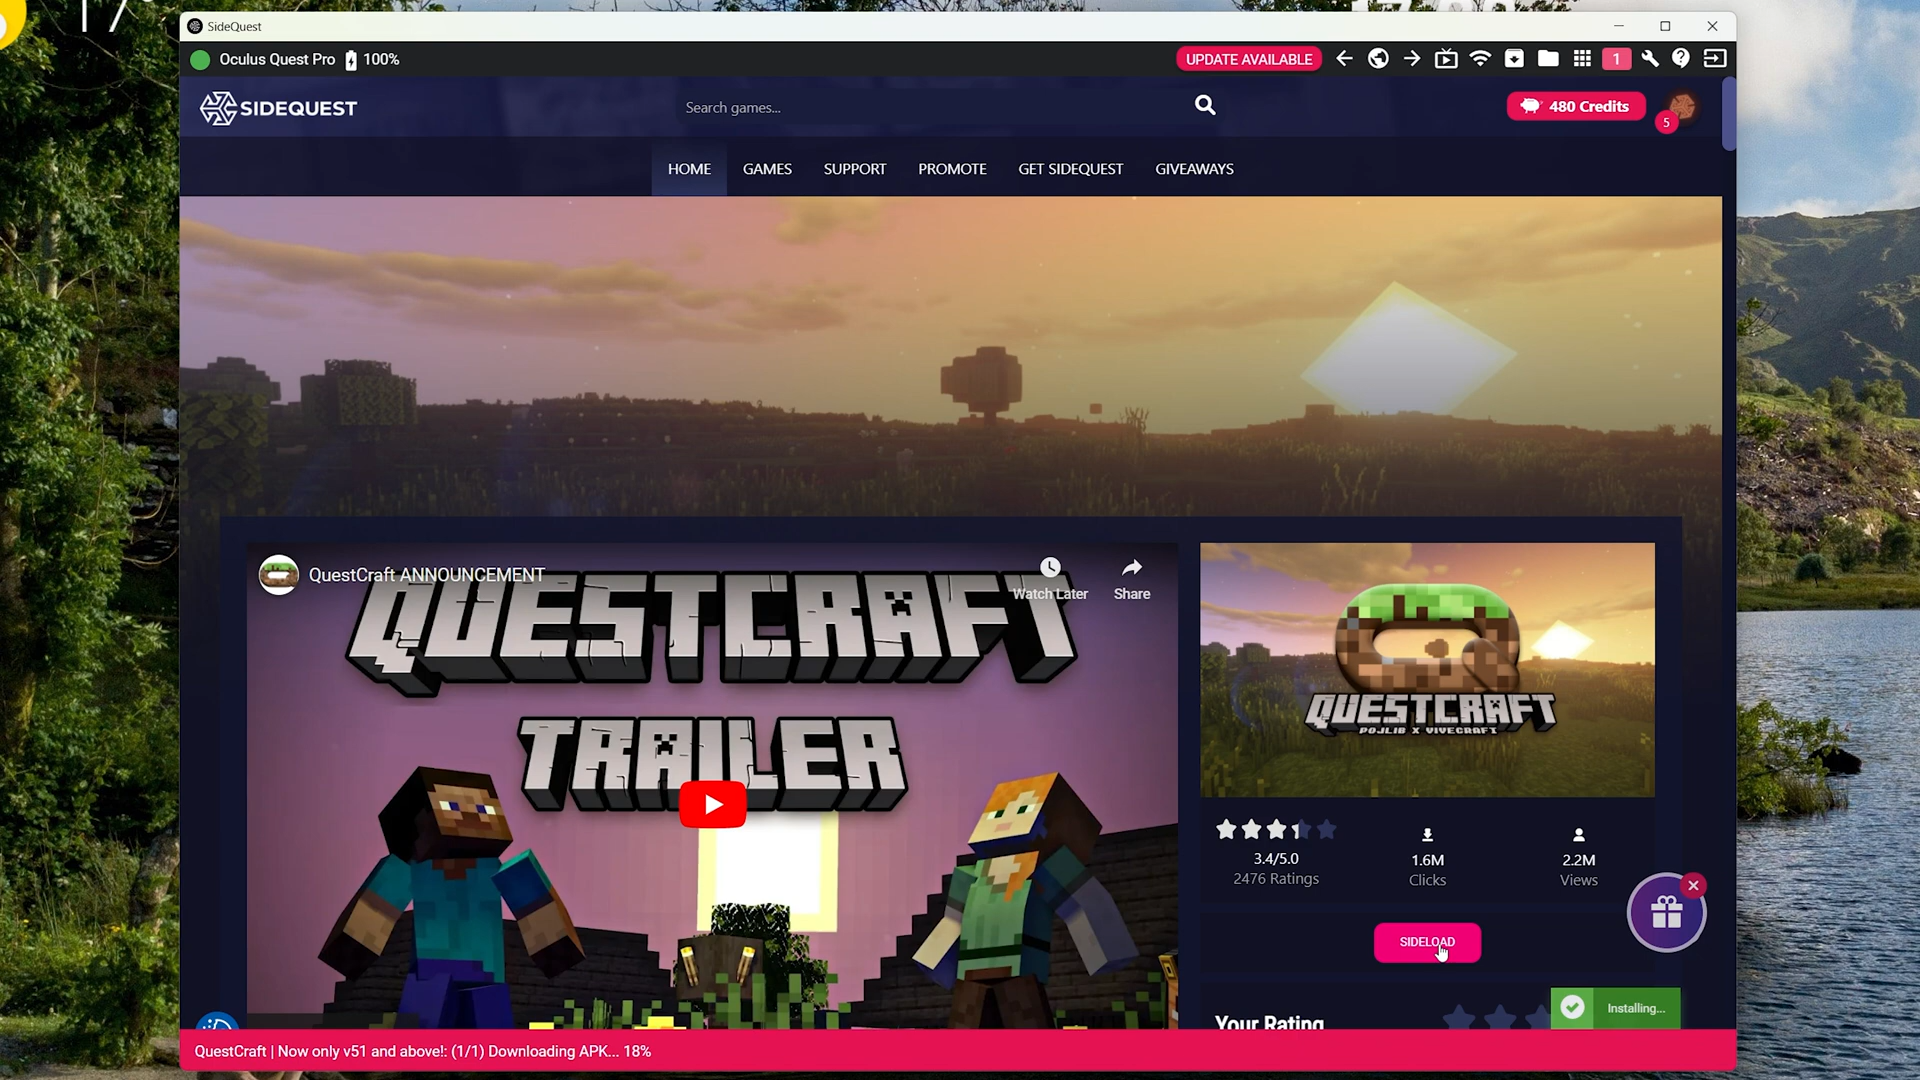 SideQuest
Oculus Quest Pro 100%
UPDATE AVAILABLE
1
SIDEQUEST
Search games...
480 Credits
5
HOME GAMES SUPPORT PROMOTE GET SIDEQUEST GIVEAWAYS
QuestCraft ANNOUNCEMENT
Watch Later
Share
QUESTCRAFT
TRAILER
QUESTCRAFT
POJLIB X VIVECRAFT
3.4/5.0
2476 Ratings
1.6M
Clicks
2.2M
Views
SIDELOAD
Your Rating
Installing...
QuestCraft | Now only v51 and above!: (1/1) Downloading APK... 18%